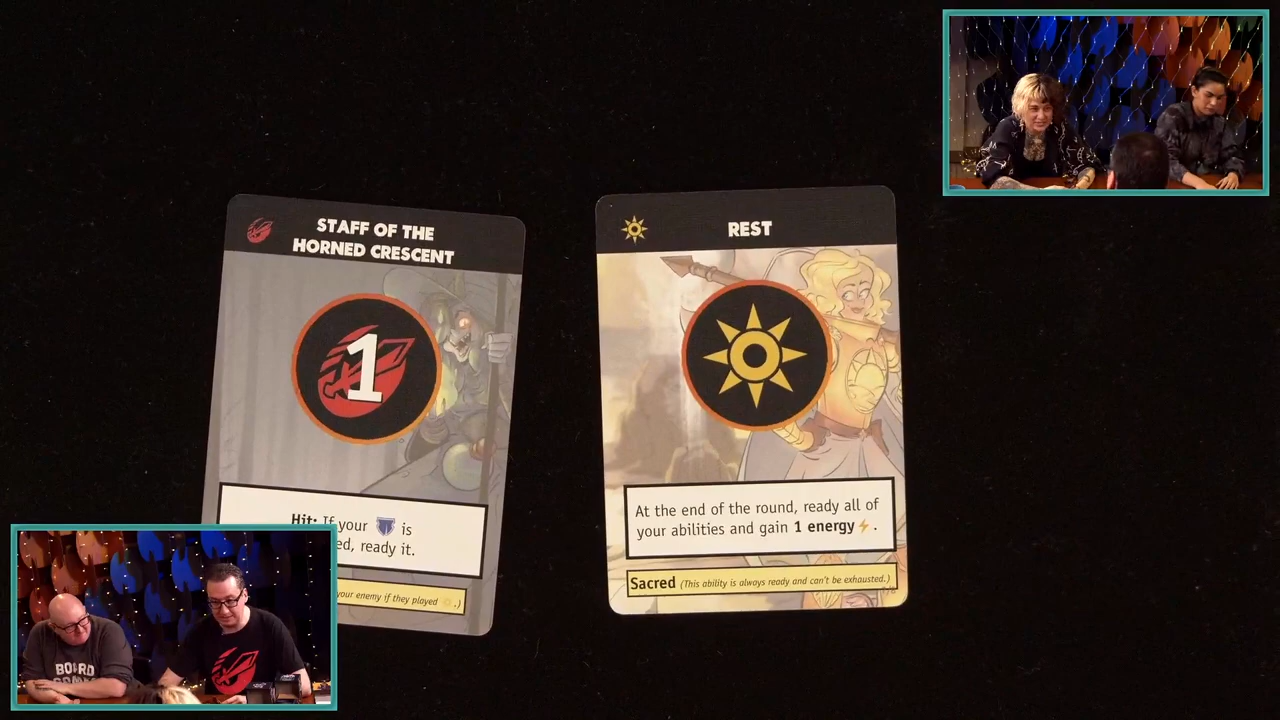 STAFF OF THE
HORNED CRESCENT
1
Hit: If your is
ed, ready it.
your enemy if they played .)
REST
At the end of the round, ready all of
your abilities and gain 1 energy .
Sacred (This ability is always ready and can't be exhausted.)
BOARD
GAMES